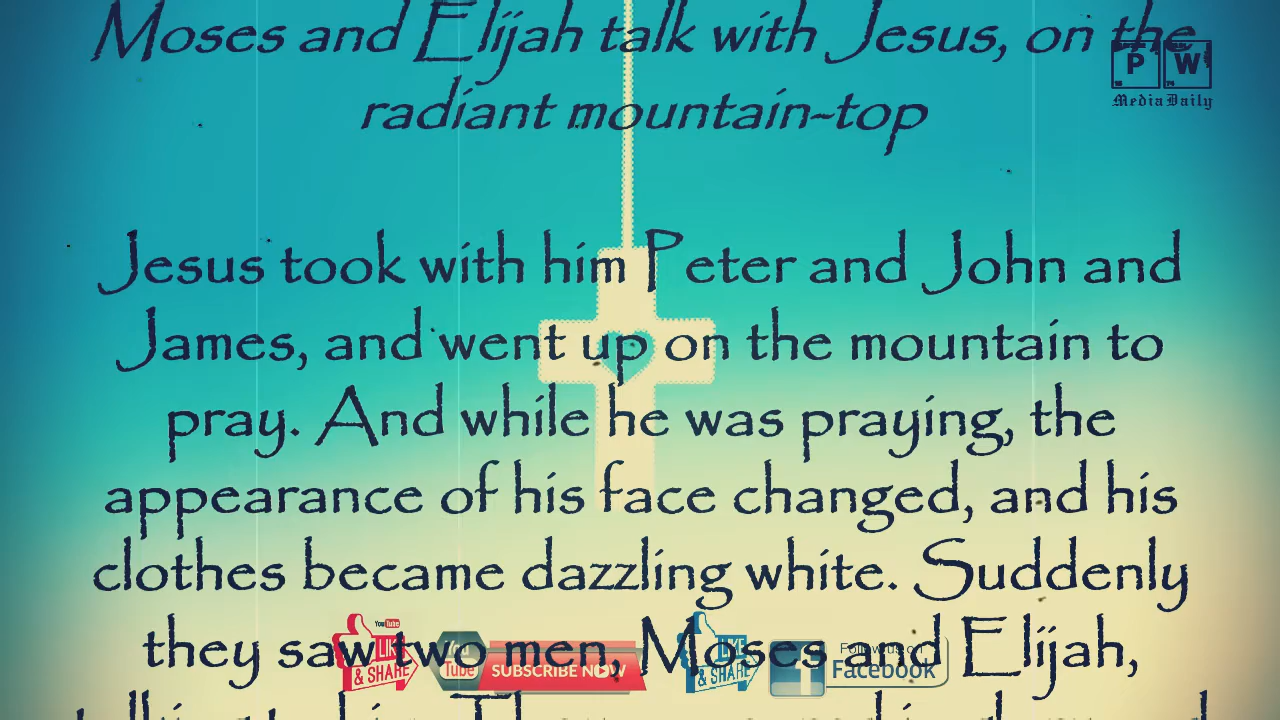 Moses and Elijah talk with Jesus, on the
radiant mountain-top
P W
Media Daily
Jesus took with him Peter and John and
James, and went up on the mountain to
pray. And while he was praying, the
appearance of his face changed, and his
clothes became dazzling white. Suddenly
they saw two men, Moses and Elijah,
YouTube
LIKE
& SHARE
You
Tube
SUBSCRIBE NOW
LIKE
& SHARE
f
Follow us on
Facebook